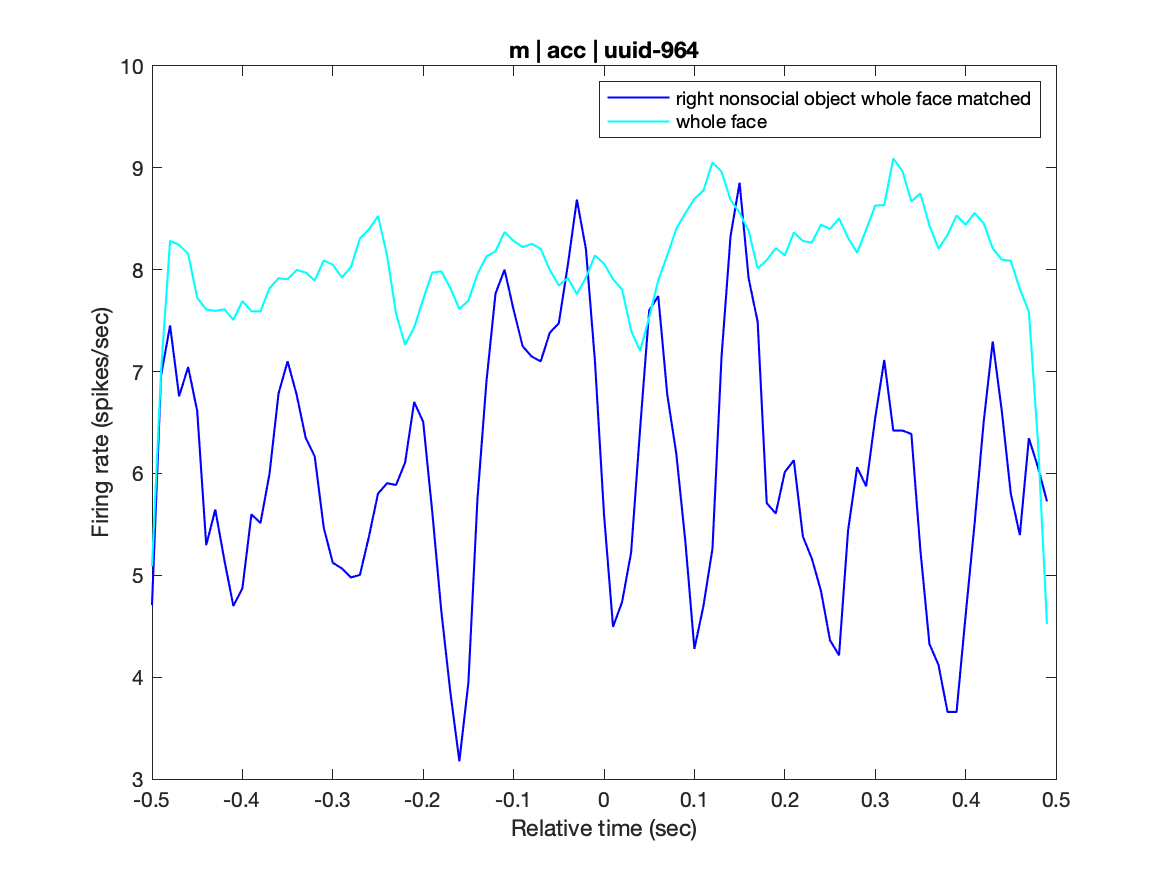 m | acc | uuid-964
10
9
8
7
6
5
4
3
right nonsocial object whole face matched
whole face
Firing rate (spikes/sec)
-0.5 -0.4 -0.3 -0.2 -0.1 0 0.1 0.2 0.3 0.4 0.5
Relative time (sec)